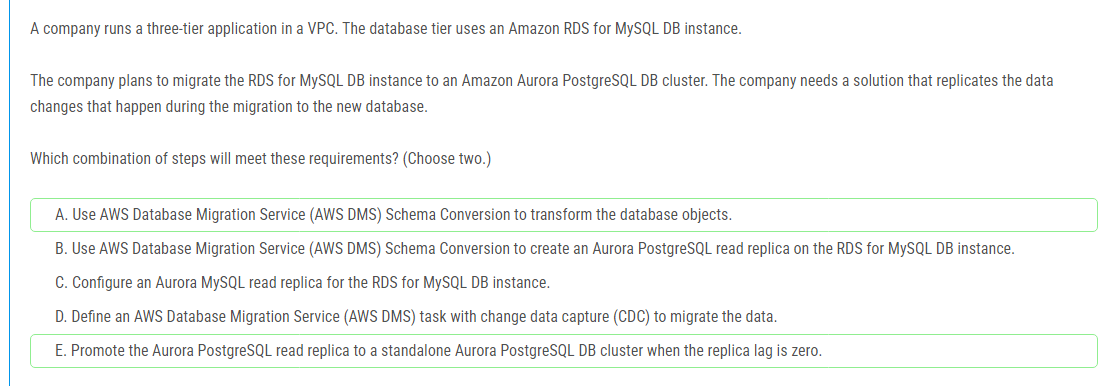 A company runs a three-tier application in a VPC. The database tier uses an Amazon RDS for MySQL DB instance.
The company plans to migrate the RDS for MySQL DB instance to an Amazon Aurora PostgreSQL DB cluster. The company needs a solution that replicates the data
changes that happen during the migration to the new database.
Which combination of steps will meet these requirements? (Choose two.)
A. Use AWS Database Migration Service (AWS DMS) Schema Conversion to transform the database objects.
B. Use AWS Database Migration Service (AWS DMS) Schema Conversion to create an Aurora PostgreSQL read replica on the RDS for MySQL DB instance.
C. Configure an Aurora MySQL read replica for the RDS for MySQL DB instance.
D. Define an AWS Database Migration Service (AWS DMS) task with change data capture (CDC) to migrate the data.
E. Promote the Aurora PostgreSQL read replica to a standalone Aurora PostgreSQL DB cluster when the replica lag is zero.